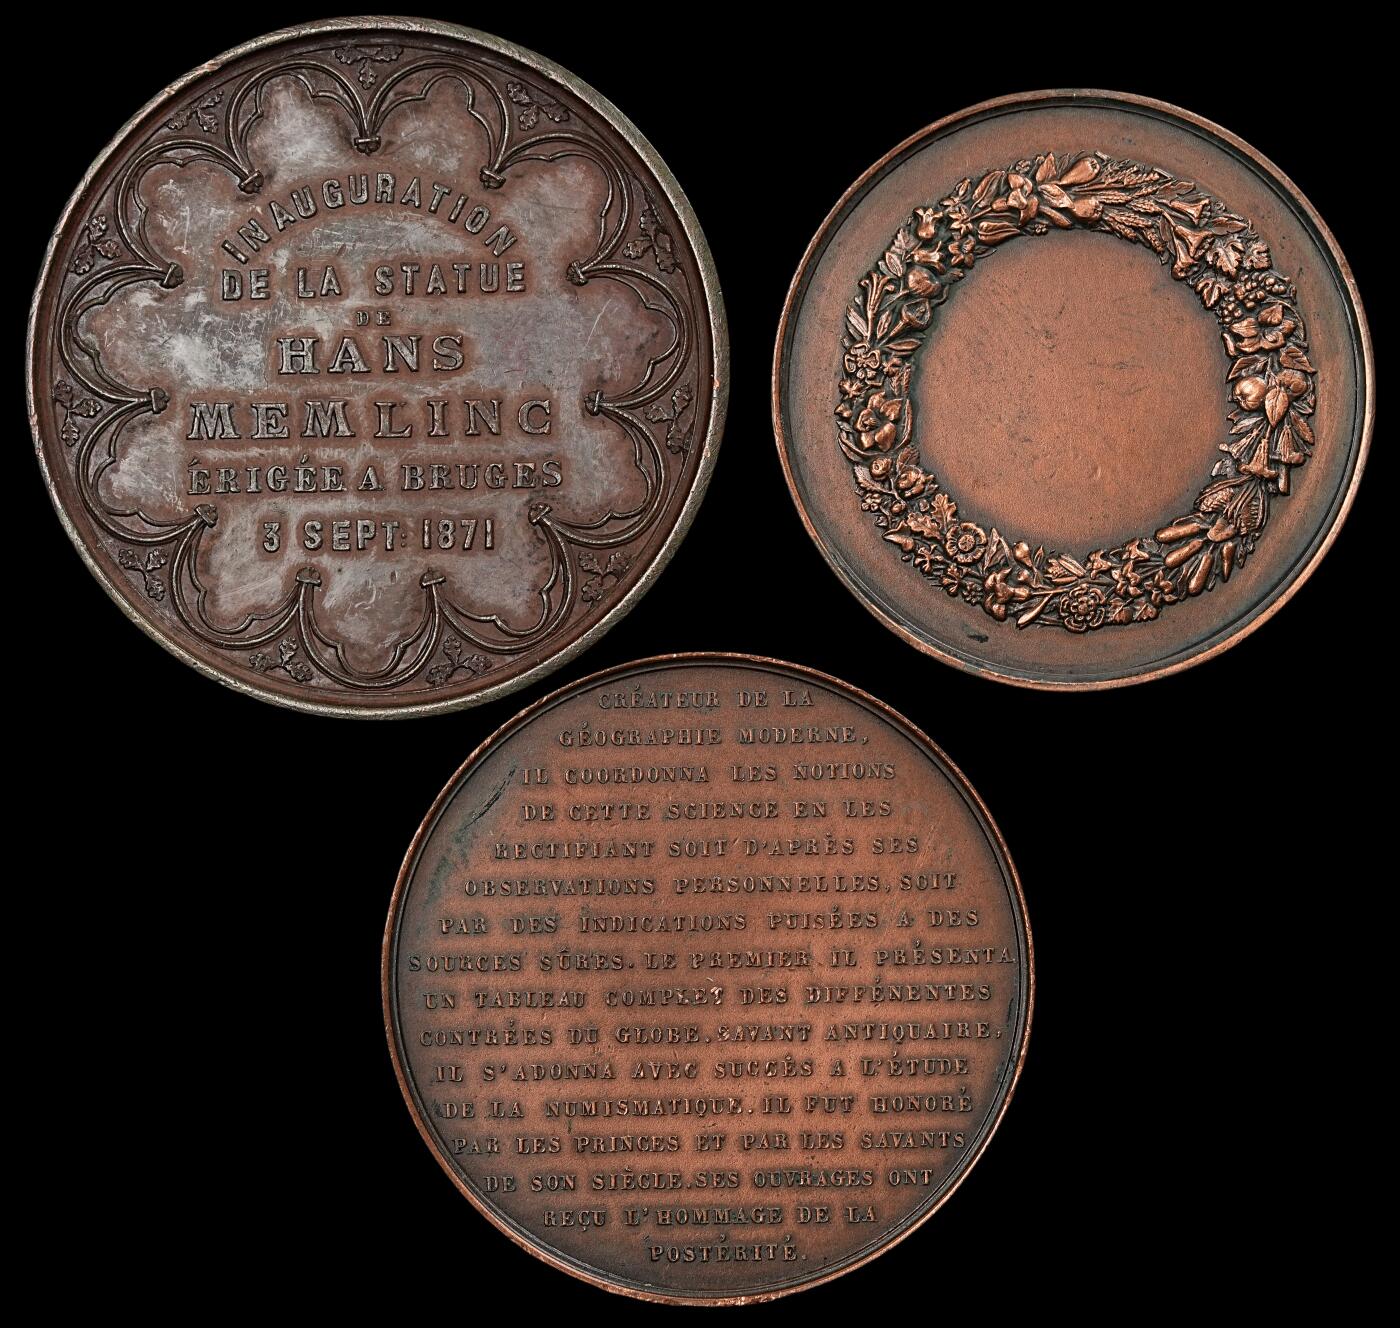 INAUGURATION
DE LA STATUE
DE
HANS
MEMLINC
ÉRIGÉE A BRUGES
3 SEPT: 1871
CRÉATEUR DE LA
GÉOGRAPHIE MODERNE,
IL COORDONNA LES NOTIONS
DE CETTE SCIENCE EN LES
RECTIFIANT SOIT D'APRÈS SES
OBSERVATIONS PERSONNELLES, SOIT
PAR DES INDICATIONS PUISÉES A DES
SOURCES SÛRES. LE PREMIER IL PRÉSENTA
UN TABLEAU COMPLET DES DIFFÉNENTES
CONTRÉES DU GLOBE. SAVANT ANTIQUAIRE,
IL S'ADONNA AVEC SUCCÈS A L'ÉTUDE
DE LA NUMISMATIQUE. IL FUT HONORÉ
PAR LES PRINCES ET PAR LES SAVANTS
DE SON SIÈCLE. SES OUVRAGES ONT
REÇU L'HOMMAGE DE LA
POSTÉRITÉ.